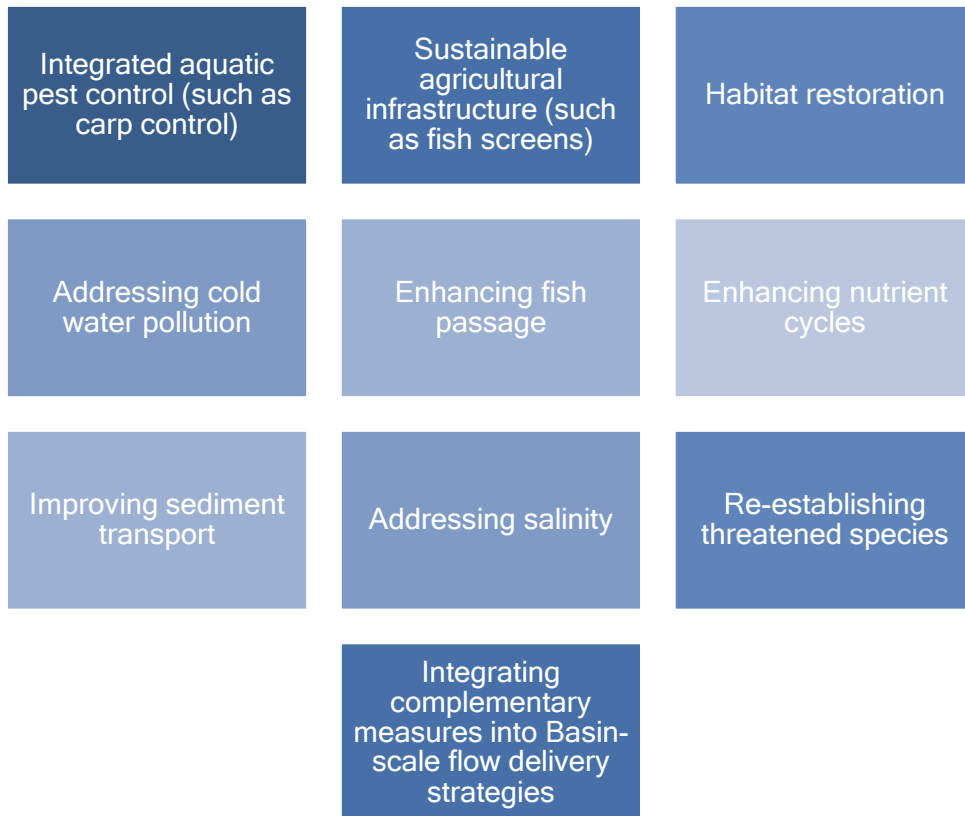 Integrated aquatic
pest control (such as
carp control)
Sustainable
agricultural
infrastructure (such
as fish screens)
Habitat restoration
Addressing cold
water pollution
Enhancing fish
passage
Enhancing nutrient
cycles
Improving sediment
transport
Addressing salinity
Re-establishing
threatened species
Integrating
complementary
measures into Basin-
scale flow delivery
strategies